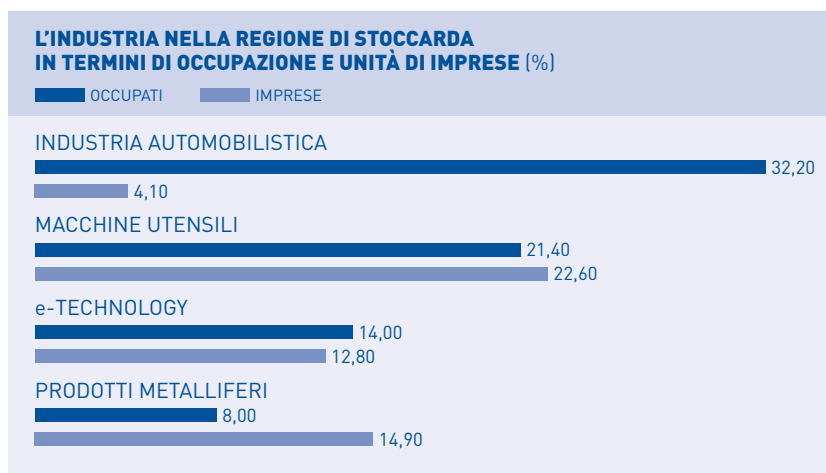 L'INDUSTRIA NELLA REGIONE DI STOCCARDA
IN TERMINI DI OCCUPAZIONE E UNITÀ DI IMPRESE (%)
OCCUPATI IMPRESE
INDUSTRIA AUTOMOBILISTICA
32,20
4,10
MACCHINE UTENSILI
21,40
22,60
e-TECHNOLOGY
14,00
12,80
PRODOTTI METALLIFERI
8,00
14,90